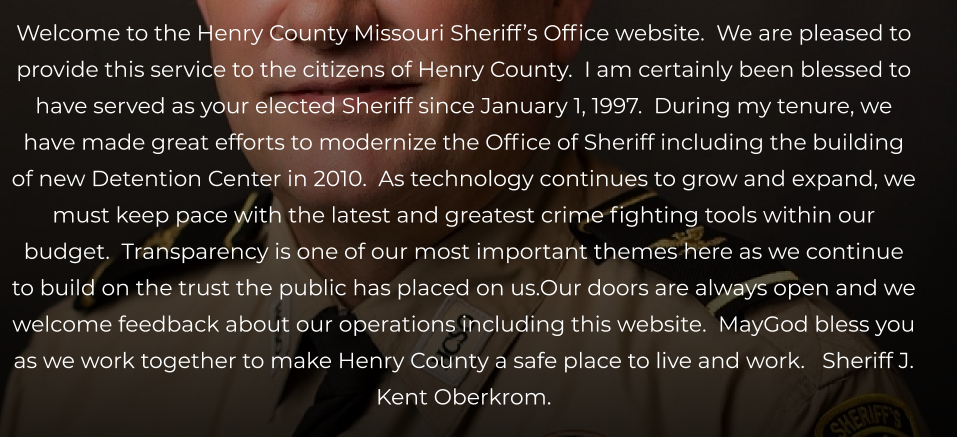 Welcome to the Henry County Missouri Sheriff's Office website.  We are pleased to
provide this service to the citizens of Henry County.  I am certainly been blessed to
have served as your elected Sheriff since January 1, 1997.  During my tenure, we
have made great efforts to modernize the Office of Sheriff including the building
of new Detention Center in 2010.  As technology continues to grow and expand, we
must keep pace with the latest and greatest crime fighting tools within our
budget.  Transparency is one of our most important themes here as we continue
to build on the trust the public has placed on us.Our doors are always open and we
welcome feedback about our operations including this website.  MayGod bless you
as we work together to make Henry County a safe place to live and work.   Sheriff J.
Kent Oberkrom.
SHERIFF'S